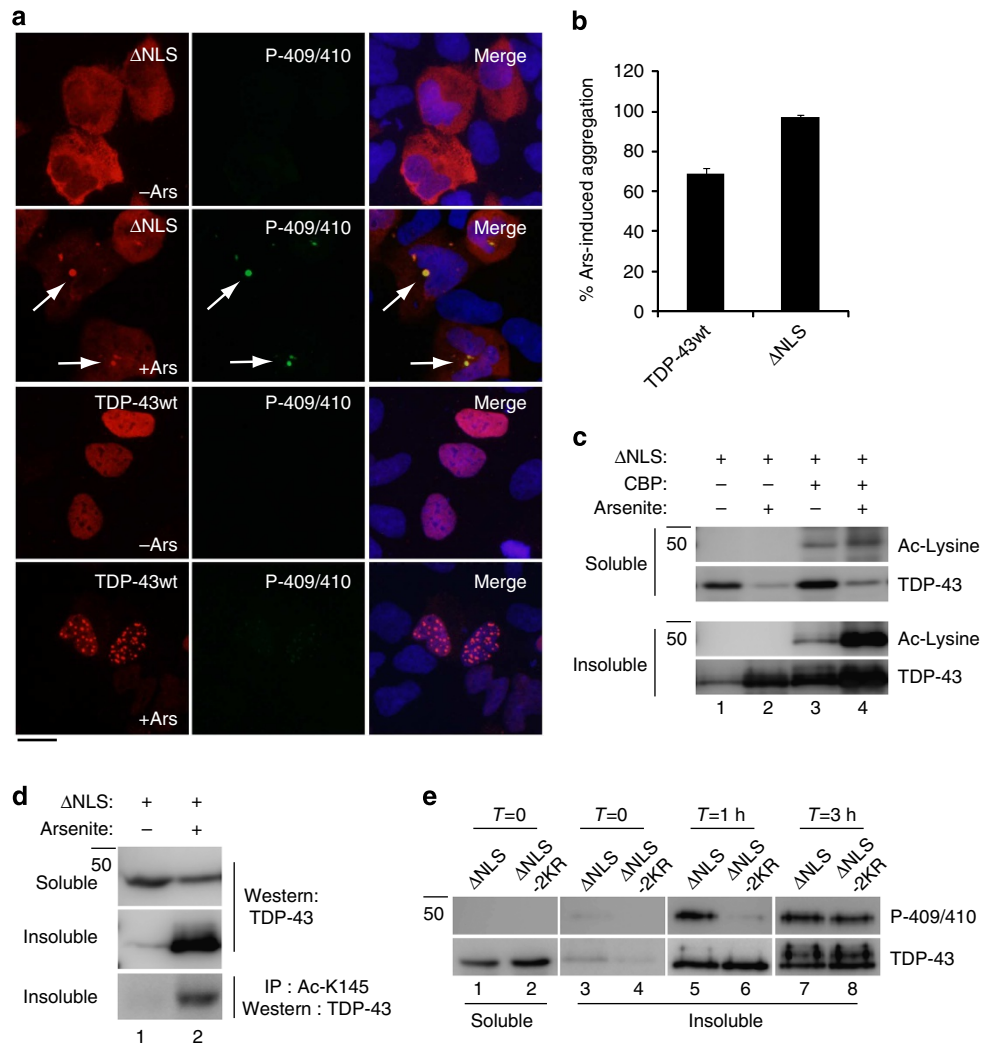 a
ΔNLS P-409/410 Merge
–Ars
ΔNLS P-409/410 Merge
+Ars
TDP-43wt P-409/410 Merge
–Ars
TDP-43wt P-409/410 Merge
+Ars
b
% Ars-induced aggregation
120
100
80
60
40
20
0
TDP-43wt ΔNLS
c
ΔNLS: + + + +
CBP: – – + +
Arsenite: – + – +
Soluble 50 Ac-Lysine
TDP-43
Insoluble 50 Ac-Lysine
TDP-43
1 2 3 4
d
ΔNLS: + +
Arsenite: – +
50
Soluble
Western:
TDP-43
Insoluble
Insoluble
IP : Ac-K145
Western : TDP-43
1 2
e
T=0 T=0 T=1 h T=3 h
ΔNLS ΔNLS-2KR ΔNLS ΔNLS-2KR ΔNLS ΔNLS-2KR ΔNLS ΔNLS-2KR
50 P-409/410
TDP-43
1 2 3 4 5 6 7 8
Soluble Insoluble